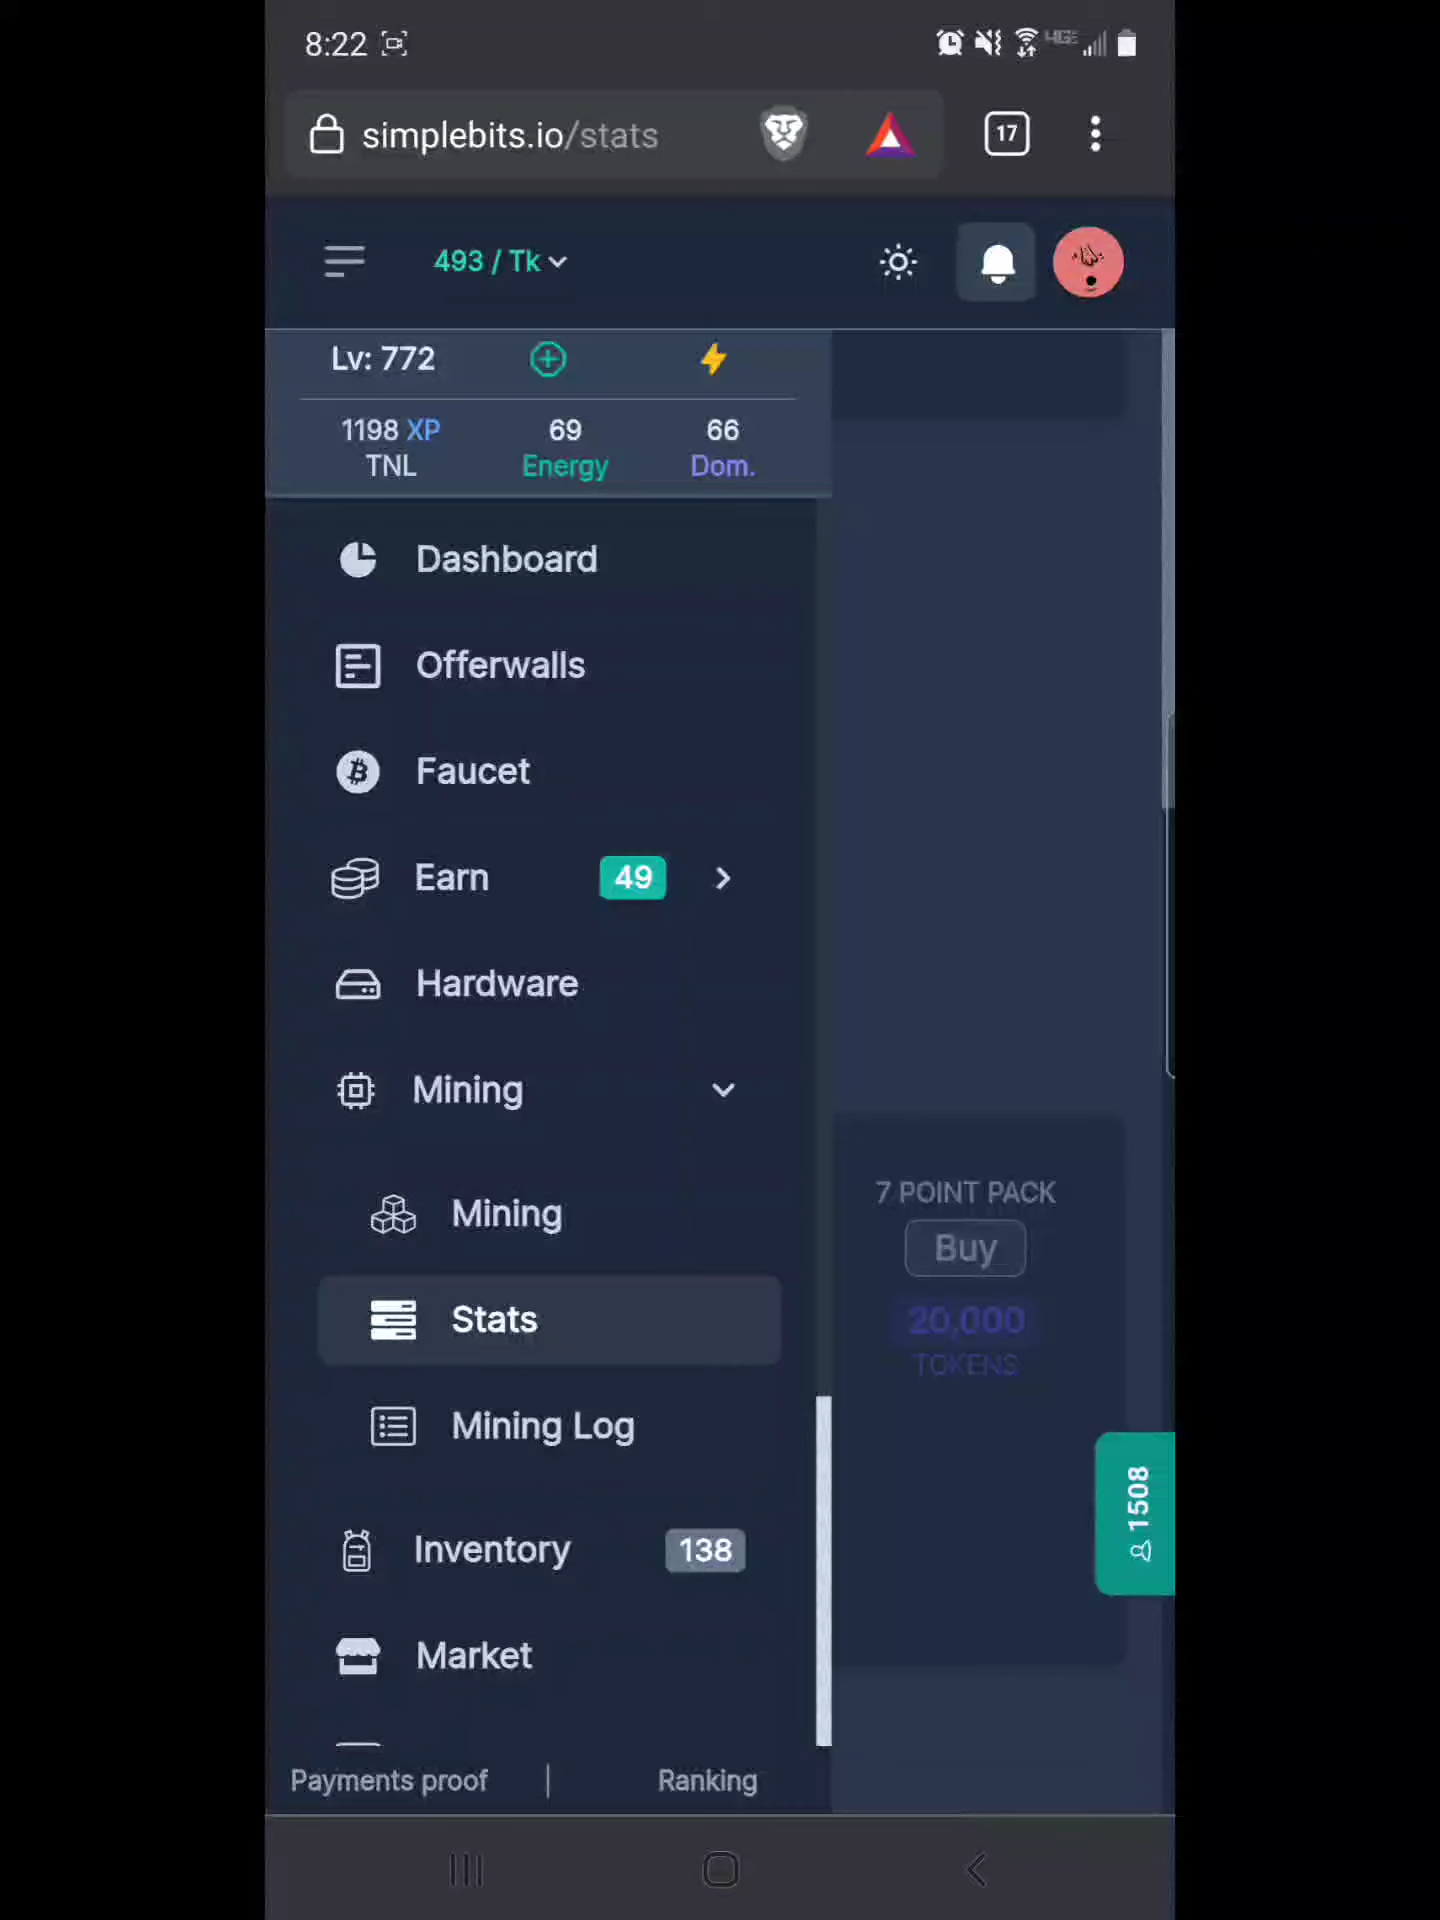 8:22
simplebits.io/stats
17
493 / Tk
Lv: 772
1198 XP
TNL
69
Energy
66
Dom.
Dashboard
Offerwalls
Faucet
Earn 49
Hardware
Mining
Mining
Stats
Mining Log
Inventory 138
Market
Payments proof | Ranking
7 POINT PACK
Buy
20,000
TOKENS
1508